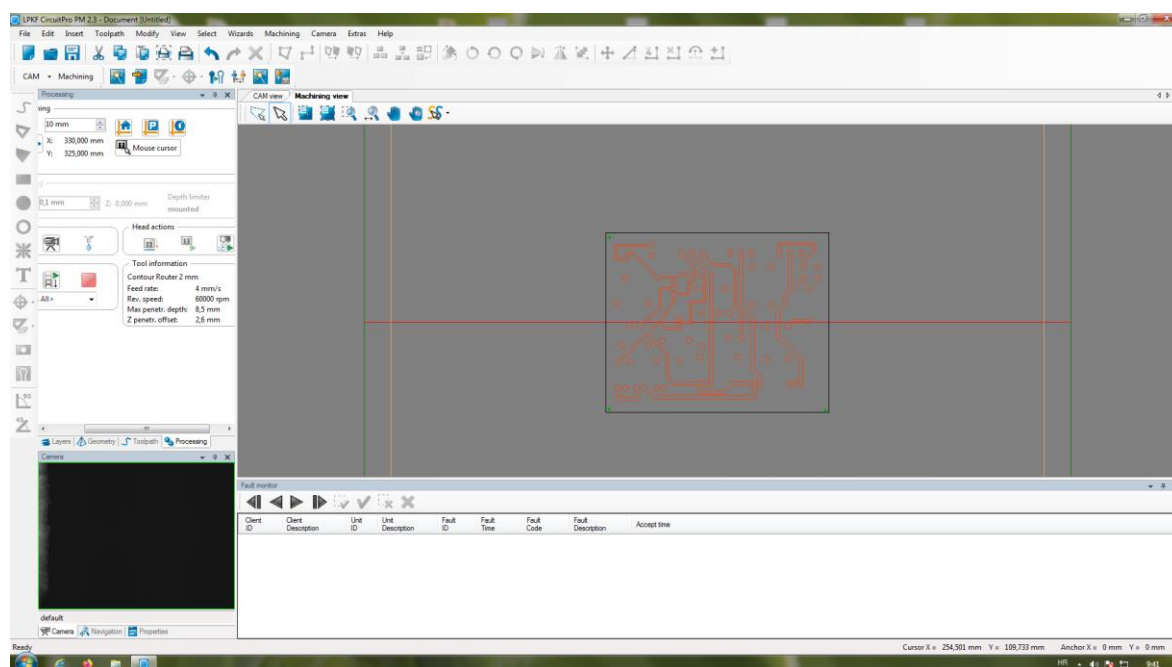 LPKF CircuitPro PM 2.3 - Document [Untitled]
File Edit Insert Toolpath Modify View Select Wizards Machining Camera Extras Help
CAM Machining
Processing
CAM view Machining view
10 mm
X: 330,000 mm
Y: 325,000 mm
Mouse cursor
0,1 mm Z: 0,000 mm Depth limiter
mounted
Head actions
Tool information
Contour Router 2 mm
Feed rate: 4 mm/s
All> Rev. speed: 60000 rpm
Max penetr. depth: 8,5 mm
Z penetr. offset: 2,6 mm
T
Layers Geometry Toolpath Processing
Camera
default
Camera Navigation Properties
Fault monitor
Client ID Client Description Unit ID Unit Description Fault ID Fault Time Fault Code Fault Description Accept time
Ready
Cursor X = 254,501 mm Y = 109,733 mm Anchor X = 0 mm Y = 0 mm
HR 9:41